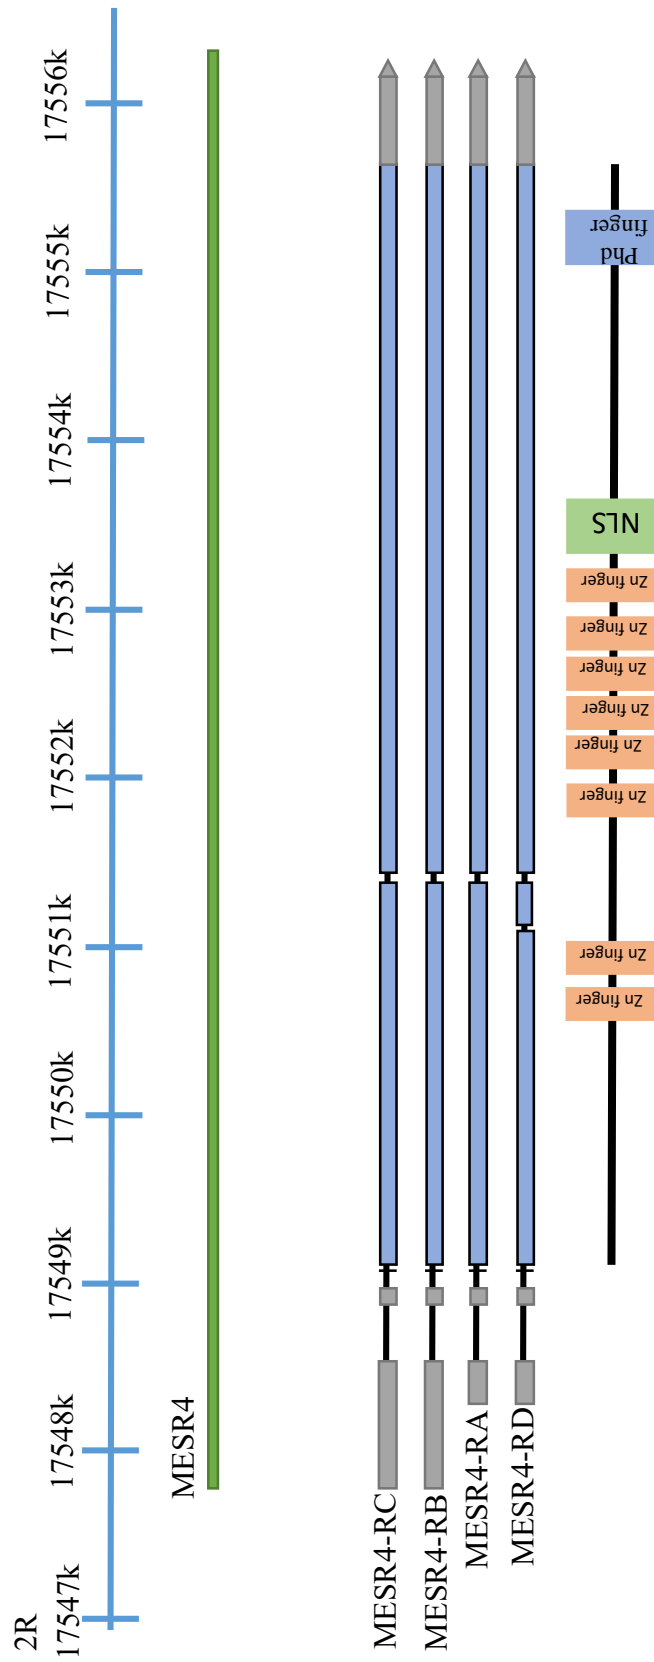 2R
17547k
17548k
17549k
17550k
17551k
17552k
17553k
17554k
17555k
17556k
MESR4
MESR4-RC
MESR4-RB
MESR4-RA
MESR4-RD
Zn finger
Zn finger
Zn finger
Zn finger
Zn finger
Zn finger
Zn finger
Zn finger
NLS
Phd
finger